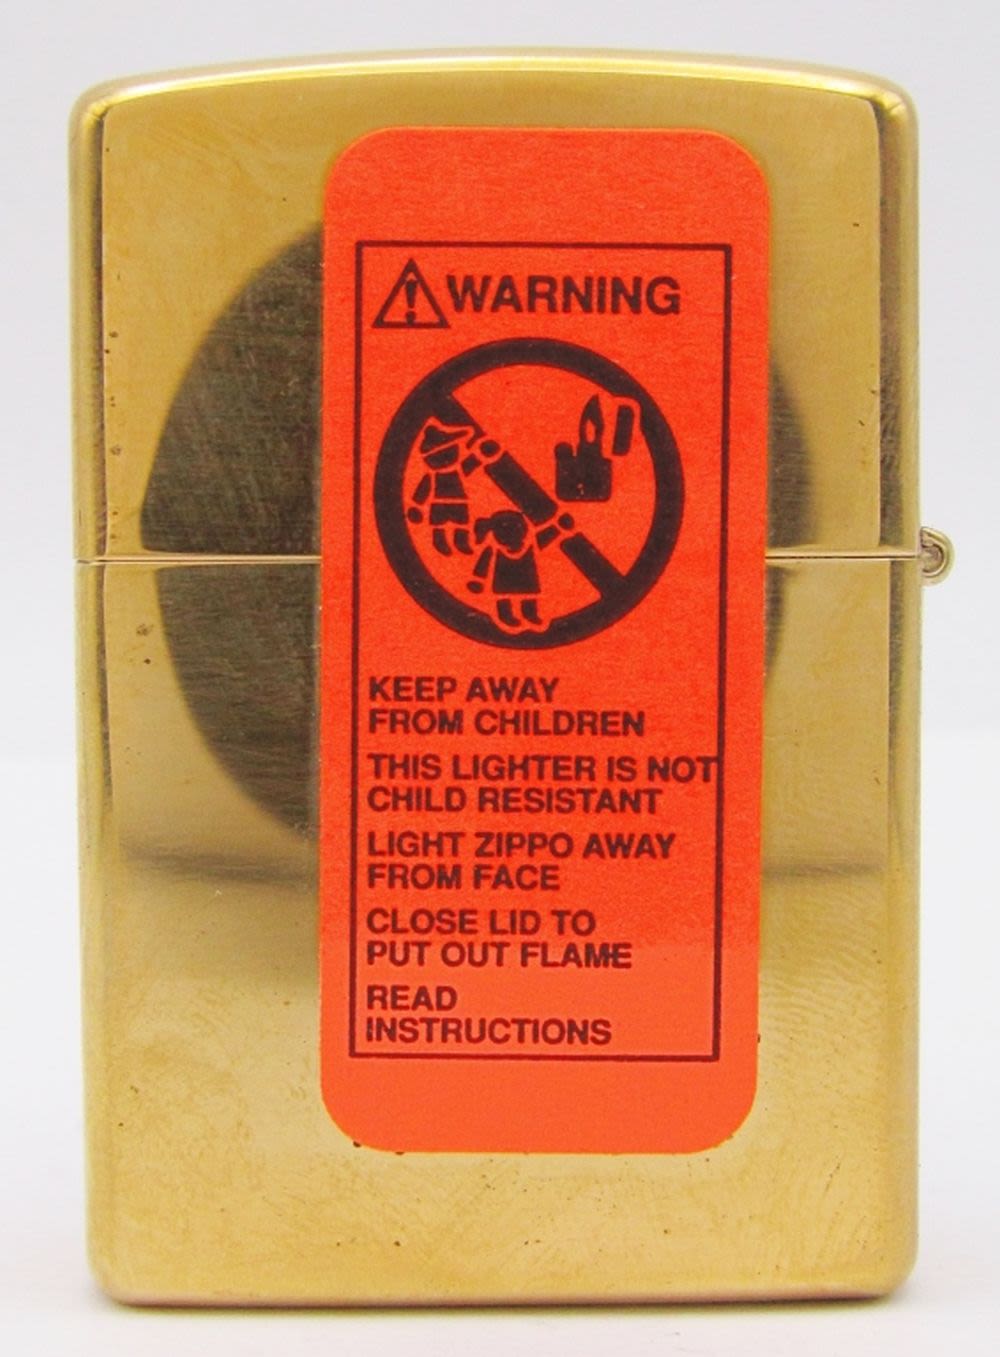 WARNING
KEEP AWAY
FROM CHILDREN
THIS LIGHTER IS NOT
CHILD RESISTANT
LIGHT ZIPPO AWAY
FROM FACE
CLOSE LID TO
PUT OUT FLAME
READ
INSTRUCTIONS